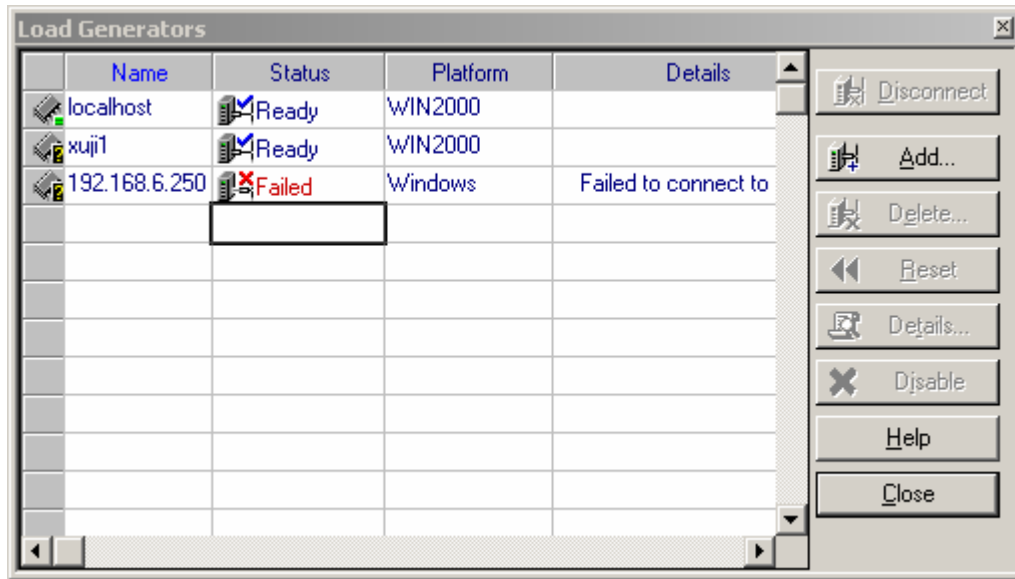 Load Generators
Name Status Platform Details
localhost Ready WIN2000
xuji1 Ready WIN2000
192.168.6.250 Failed Windows Failed to connect to
Disconnect
Add...
Delete...
Reset
Details...
Disable
Help
Close